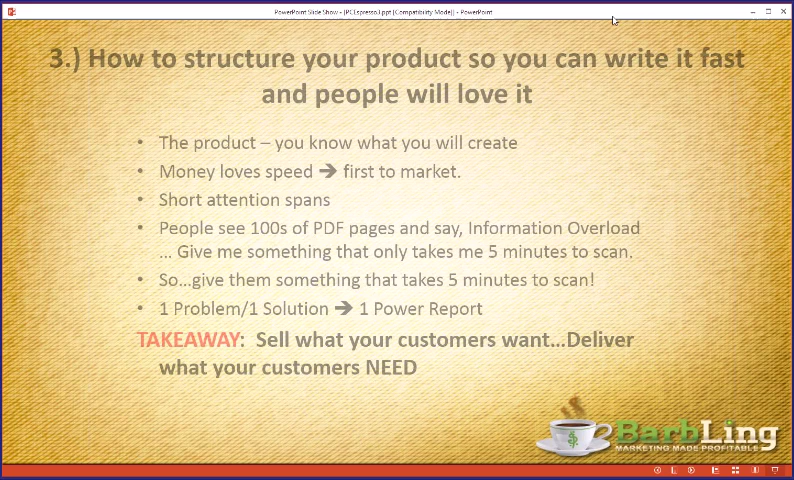 PowerPoint Slide Show - [PCLEspresso3.ppt [Compatibility Mode]] - PowerPoint
3.) How to structure your product so you can write it fast
and people will love it
• The product – you know what you will create
• Money loves speed ➔ first to market.
• Short attention spans
• People see 100s of PDF pages and say, Information Overload
... Give me something that only takes me 5 minutes to scan.
• So...give them something that takes 5 minutes to scan!
• 1 Problem/1 Solution ➔ 1 Power Report
TAKEAWAY: Sell what your customers want...Deliver
what your customers NEED
$
BarbLing
MARKETING MADE PROFITABLE